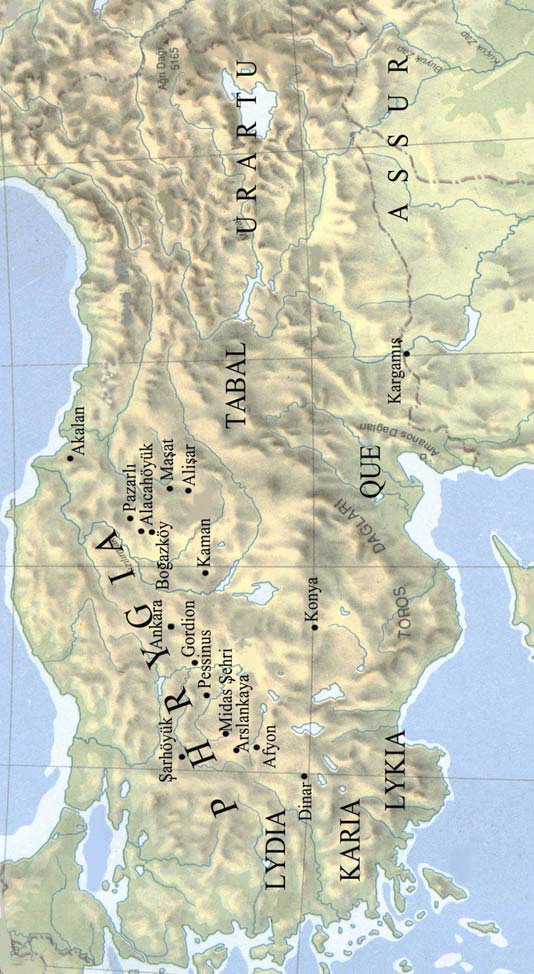 Ağrı Dağı
5165
Küçük Zap
Büyük Zap
URARTU
ASSUR
TABAL
Kargamış
Amanos Dağları
QUE
Akalan
Pazarlı
Alacahöyük
Maşat
Alişar
Boğazköy
Kaman
PHRYGIA
Ankara
Gordion
Pessinus
Midas Şehri
Arslankaya
Şarhöyük
Afyon
Konya
TOROS
DAĞLARI
Dinar
LYDIA
KARIA
LYKIA